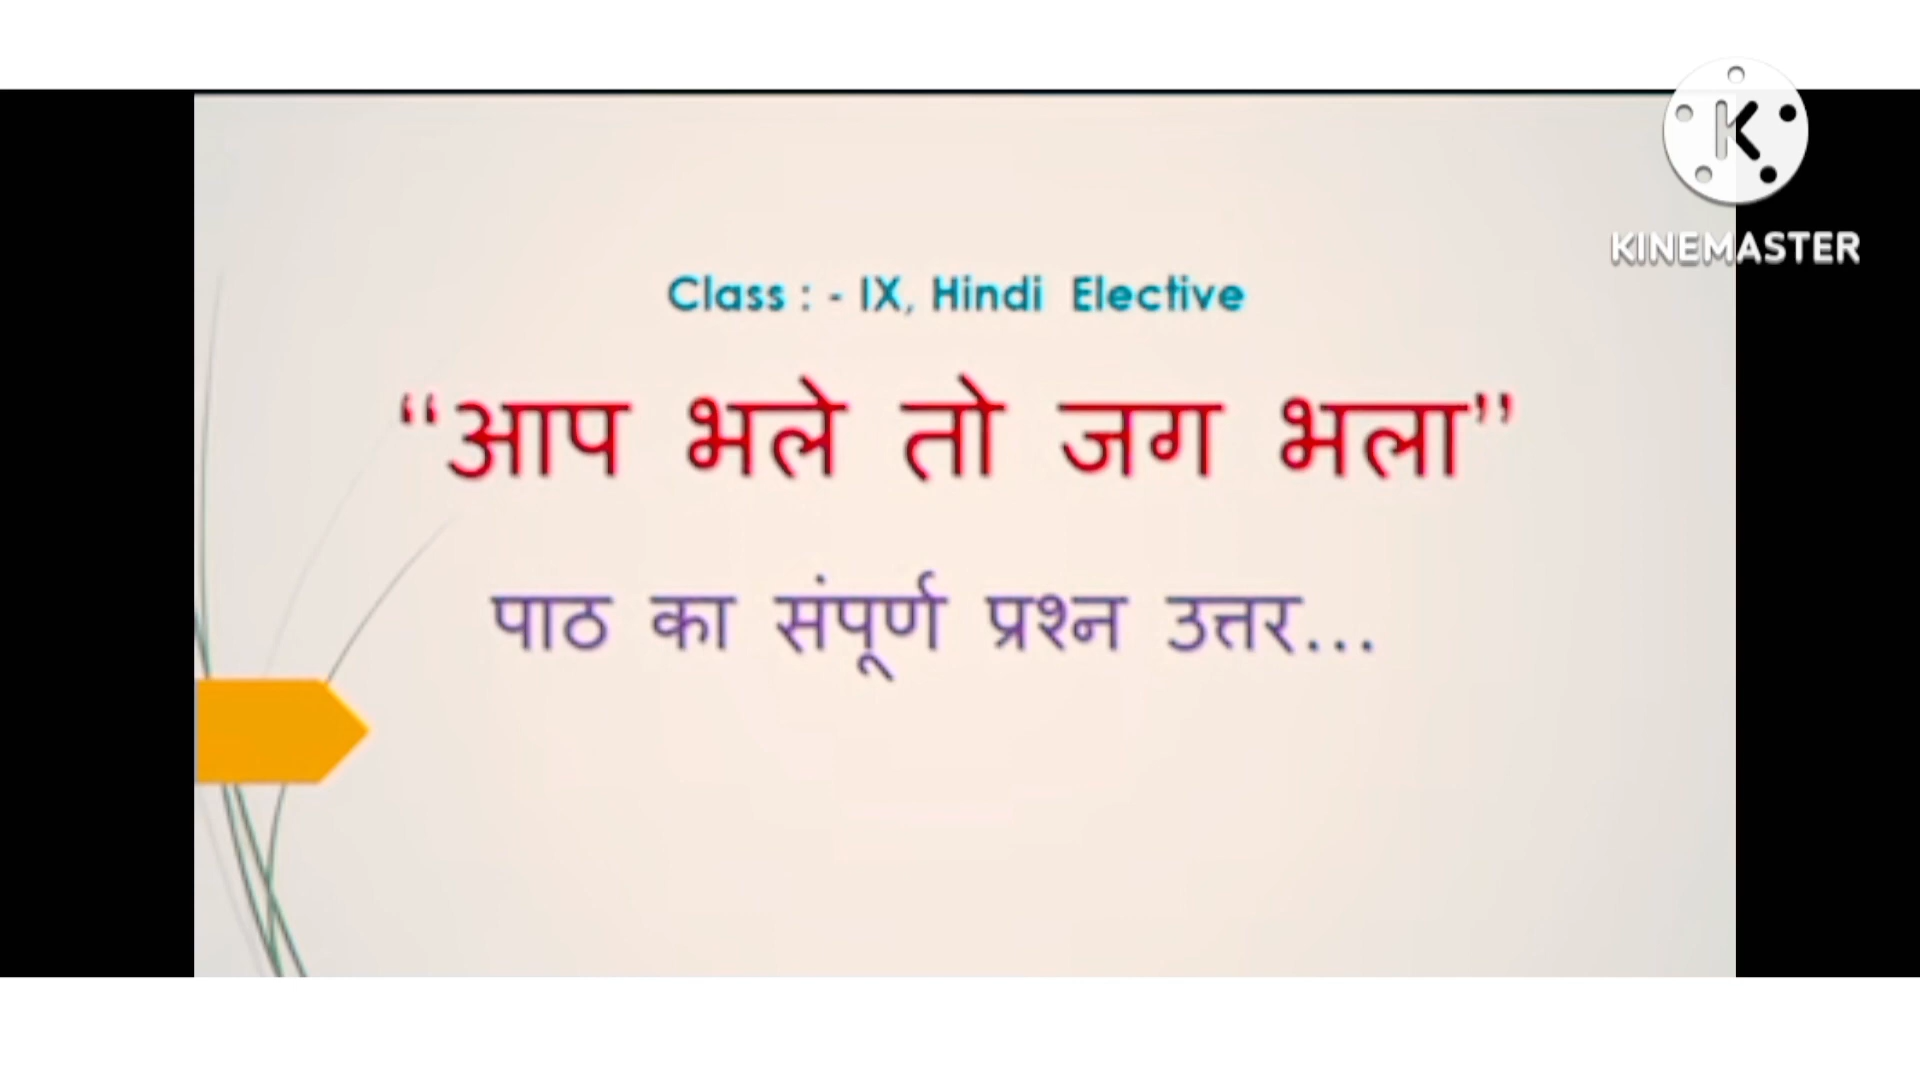 K
KINEMASTER
Class : - IX, Hindi Elective
“आप भले तो जग भला”
पाठ का संपूर्ण प्रश्न उत्तर...